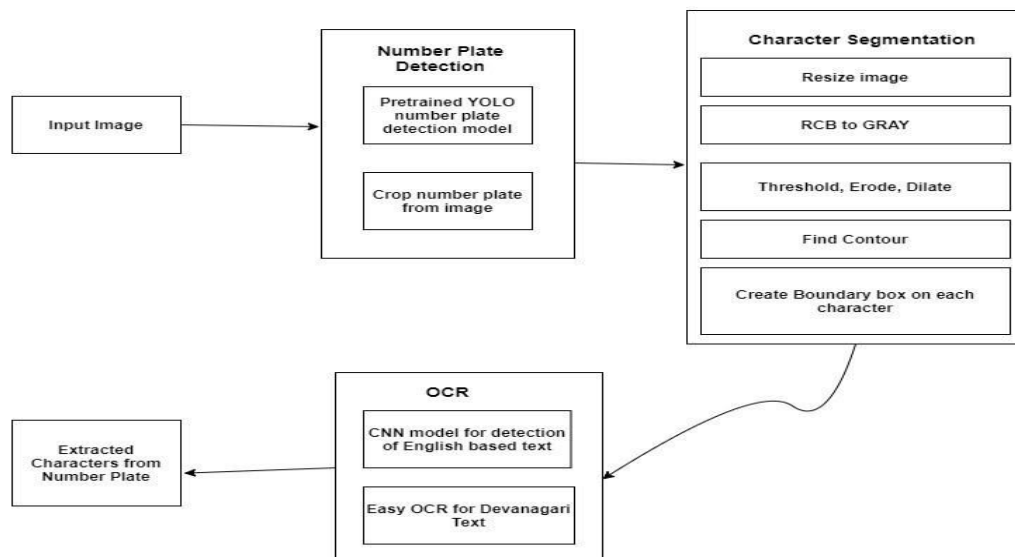 Input Image
Number Plate
Detection
Pretrained YOLO
number plate
detection model
Crop number plate
from image
Character Segmentation
Resize image
RCB to GRAY
Threshold, Erode, Dilate
Find Contour
Create Boundary box on each
character
OCR
CNN model for detection
of English based text
Easy OCR for Devanagari
Text
Extracted
Characters from
Number Plate